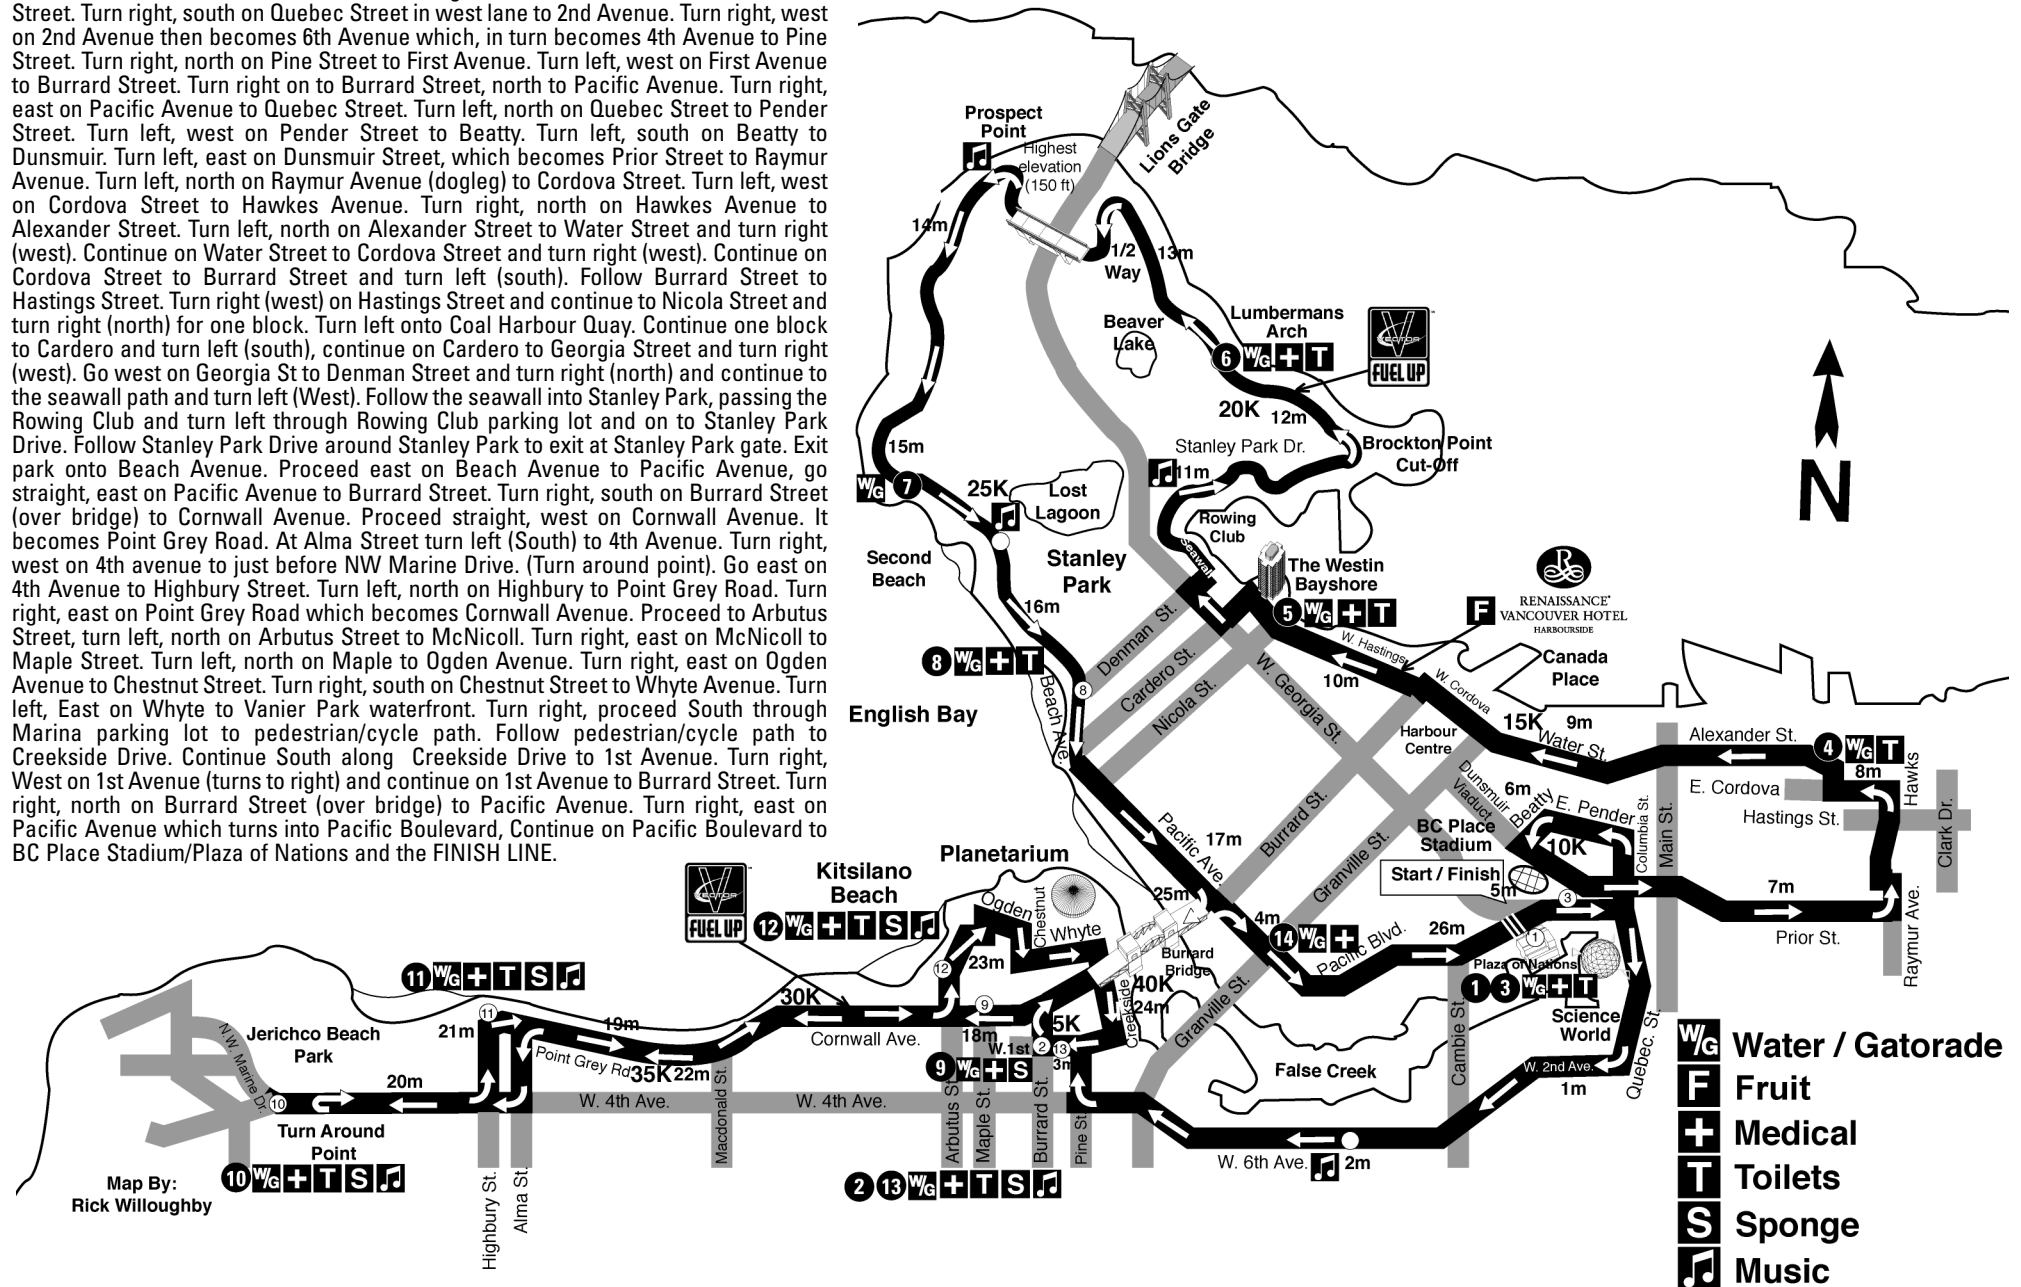 Street. Turn right, south on Quebec Street in west lane to 2nd Avenue. Turn right, west
on 2nd Avenue then becomes 6th Avenue which, in turn becomes 4th Avenue to Pine
Street. Turn right, north on Pine Street to First Avenue. Turn left, west on First Avenue
to Burrard Street. Turn right on to Burrard Street, north to Pacific Avenue. Turn right,
east on Pacific Avenue to Quebec Street. Turn left, north on Quebec Street to Pender
Street. Turn left, west on Pender Street to Beatty. Turn left, south on Beatty to
Dunsmuir. Turn left, east on Dunsmuir Street, which becomes Prior Street to Raymur
Avenue. Turn left, north on Raymur Avenue (dogleg) to Cordova Street. Turn left, west
on Cordova Street to Hawkes Avenue. Turn right, north on Hawkes Avenue to
Alexander Street. Turn left, north on Alexander Street to Water Street and turn right
(west). Continue on Water Street to Cordova Street and turn right (west). Continue on
Cordova Street to Burrard Street and turn left (south). Follow Burrard Street to
Hastings Street. Turn right (west) on Hastings Street and continue to Nicola Street and
turn right (north) for one block. Turn left onto Coal Harbour Quay. Continue one block
to Cardero and turn left (south), continue on Cardero to Georgia Street and turn right
(west). Go west on Georgia St to Denman Street and turn right (north) and continue to
the seawall path and turn left (West). Follow the seawall into Stanley Park, passing the
Rowing Club and turn left through Rowing Club parking lot and on to Stanley Park
Drive. Follow Stanley Park Drive around Stanley Park to exit at Stanley Park gate. Exit
park onto Beach Avenue. Proceed east on Beach Avenue to Pacific Avenue, go
straight, east on Pacific Avenue to Burrard Street. Turn right, south on Burrard Street
(over bridge) to Cornwall Avenue. Proceed straight, west on Cornwall Avenue. It
becomes Point Grey Road. At Alma Street turn left (South) to 4th Avenue. Turn right,
west on 4th avenue to just before NW Marine Drive. (Turn around point). Go east on
4th Avenue to Highbury Street. Turn left, north on Highbury to Point Grey Road. Turn
right, east on Point Grey Road which becomes Cornwall Avenue. Proceed to Arbutus
Street, turn left, north on Arbutus Street to McNicoll. Turn right, east on McNicoll to
Maple Street. Turn left, north on Maple to Ogden Avenue. Turn right, east on Ogden
Avenue to Chestnut Street. Turn right, south on Chestnut Street to Whyte Avenue. Turn
left, East on Whyte to Vanier Park waterfront. Turn right, proceed South through
Marina parking lot to pedestrian/cycle path. Follow pedestrian/cycle path to
Creekside Drive. Continue South along Creekside Drive to 1st Avenue. Turn right,
West on 1st Avenue (turns to right) and continue on 1st Avenue to Burrard Street. Turn
right, north on Burrard Street (over bridge) to Pacific Avenue. Turn right, east on
Pacific Avenue which turns into Pacific Boulevard, Continue on Pacific Boulevard to
BC Place Stadium/Plaza of Nations and the FINISH LINE.
Prospect
Point
Highest
elevation
(150 ft)
Lions Gate
Bridge
14m
1/2
Way
13m
Beaver
Lake
Lumbermans
Arch
6 W/G + T
V
VECTOR
FUEL UP
20K
12m
Brockton Point
Cut-Off
Stanley Park Dr.
11m
15m
W/G 7
25K
Lost
Lagoon
Rowing
Club
Seawall
Second
Beach
Stanley
Park
The Westin
Bayshore
5 W/G + T
N
R
F
RENAISSANCE
VANCOUVER HOTEL
HARBOURSIDE
16m
8 W/G + T
8
Denman St.
Cardero St.
Nicola St.
Beach Ave.
English Bay
W. Hastings
10m
W. Cordova
Canada
Place
W. Georgia St.
Harbour
Centre
15K
9m
Water St.
Alexander St.
4 W/G T
8m
Hawks
E. Cordova
Hastings St.
Clark Dr.
Dunsmuir
Viaduct
6m
Beatty
E. Pender
Columbia St.
Main St.
10K
BC Place
Stadium
Start / Finish
5m
3
7m
Prior St.
Raymur Ave.
Pacific Ave.
17m
Burrard St.
Granville St.
25m
4m
14 W/G +
Pacific Blvd.
26m
1
Plaza of Nations
1 3 W/G + T
Science
World
Quebec. St.
Planetarium
Kitsilano
Beach
V
VECTOR
FUEL UP
12 W/G + T S
Ogden
Chestnut
Whyte
12
23m
Burrard
Bridge
40K
24m
Creekside
Granville St.
11 W/G + T S
11
21m
19m
30K
Cornwall Ave.
9
18m
5K
W.1st
2
13
3m
9 W/G + S
N.W. Marine Dr.
Jerichco Beach
Park
Point Grey Rd
35K
22m
20m
10
W. 4th Ave.
W. 4th Ave.
Macdonald St.
Arbutus St.
Maple St.
Burrard St.
Pine St.
False Creek
Cambie St.
W. 2nd Ave.
1m
W. 6th Ave.
2m
Turn Around
Point
10 W/G + T S
Highbury St.
Alma St.
2 13 W/G + T S
Map By:
Rick Willoughby
W/G Water / Gatorade
F Fruit
+ Medical
T Toilets
S Sponge
Music